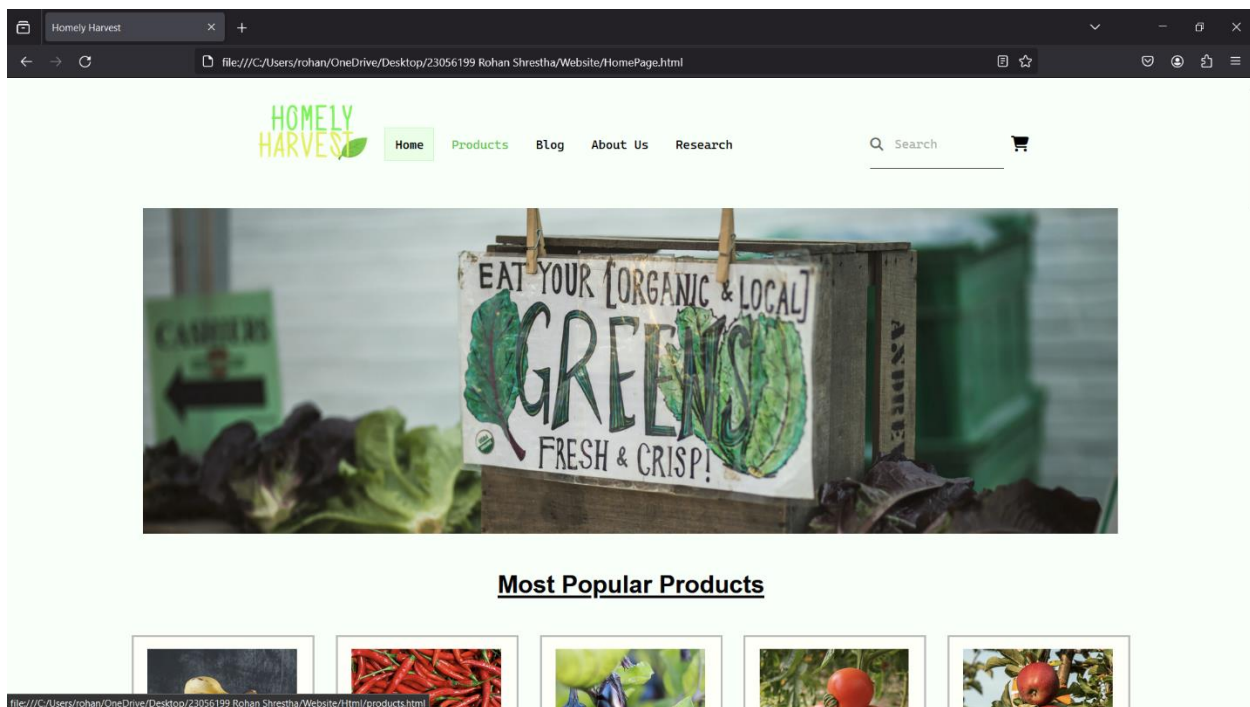 Homely Harvest
file:///C:/Users/rohan/OneDrive/Desktop/23056199 Rohan Shrestha/Website/HomePage.html
HOMELY
HARVEST
Home Products Blog About Us Research Search
CASHIERS
EAT YOUR [ORGANIC & LOCAL]
GREENS
FRESH & CRISP!
Most Popular Products
file:///C:/Users/rohan/OneDrive/Desktop/23056199 Rohan Shrestha/Website/Html/products.html